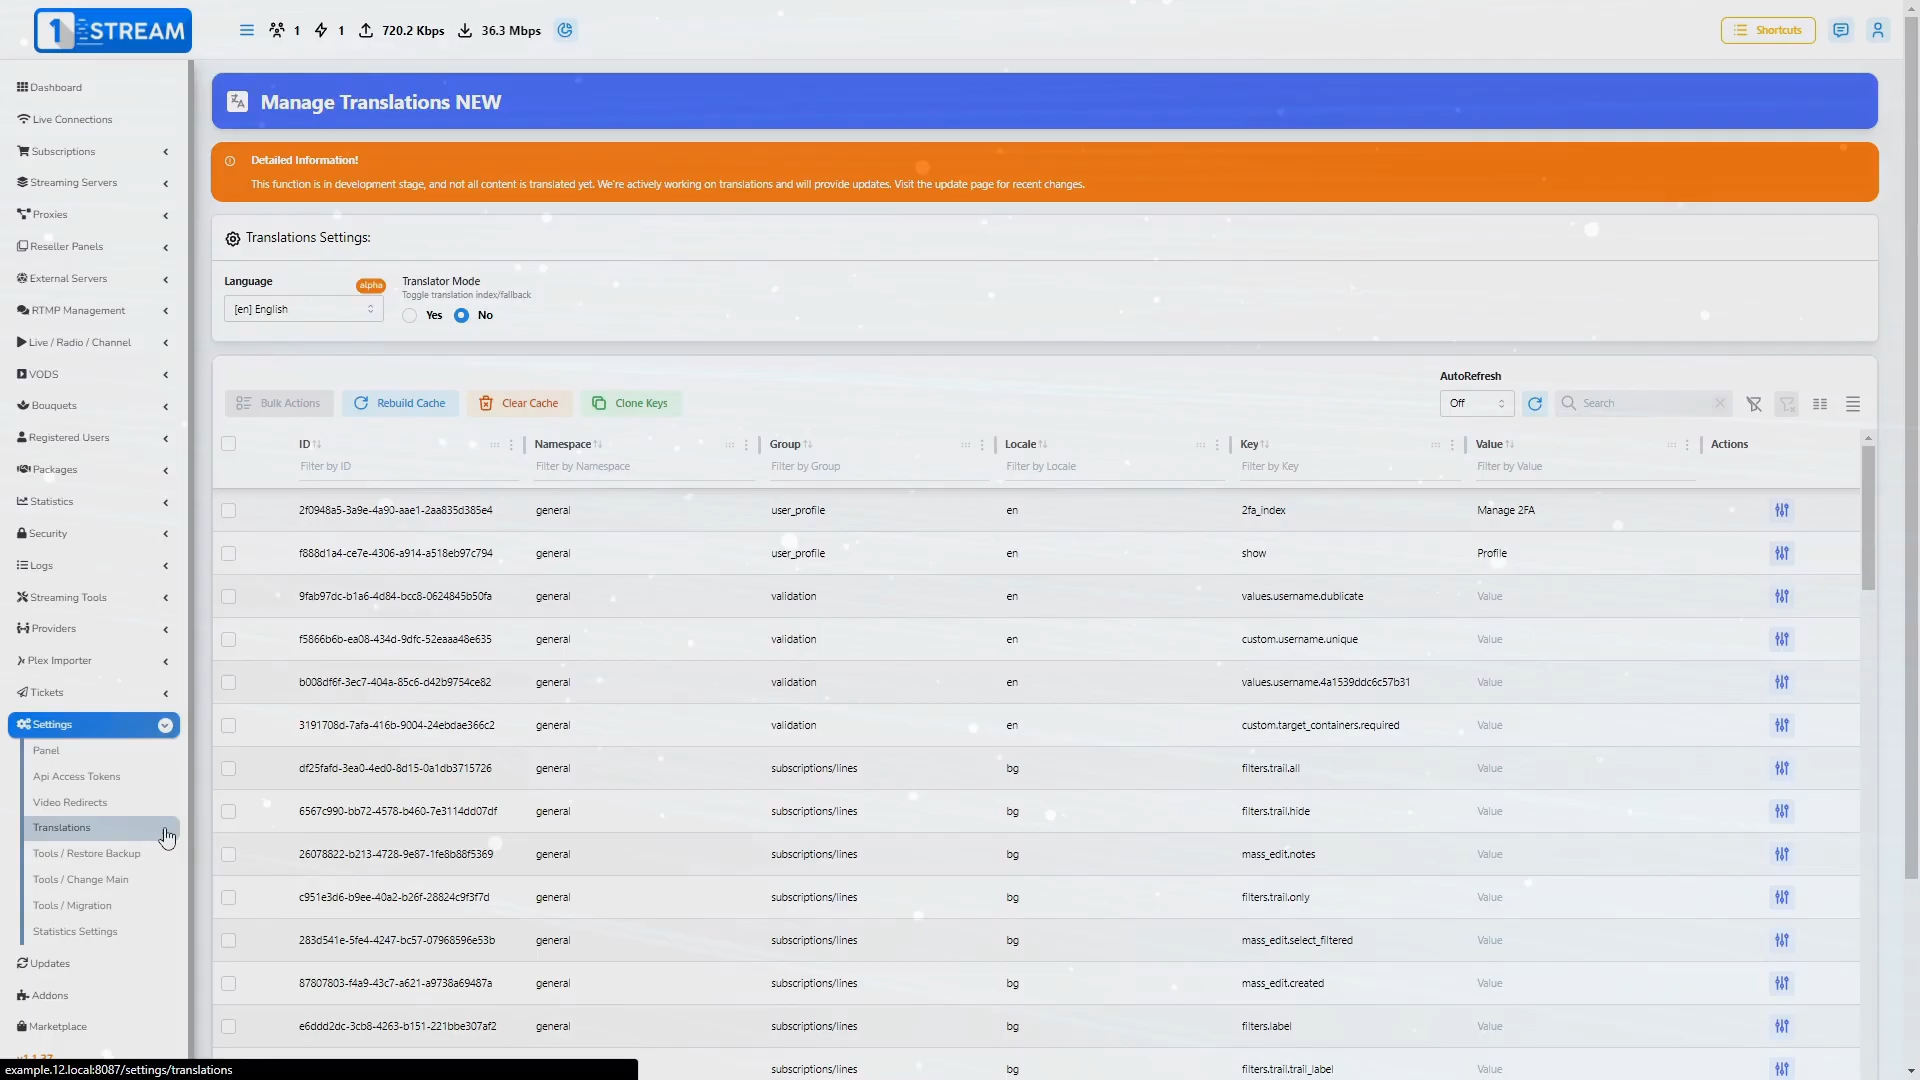 1 STREAM
1
1
720.2 Kbps
36.3 Mbps
Shortcuts
Dashboard
Live Connections
Subscriptions
Streaming Servers
Proxies
Reseller Panels
External Servers
RTMP Management
Live / Radio / Channel
VODS
Bouquets
Registered Users
Packages
Statistics
Security
Logs
Streaming Tools
Providers
Plex Importer
Tickets
Settings
Panel
Api Access Tokens
Video Redirects
Translations
Tools / Restore Backup
Tools / Change Main
Tools / Migration
Statistics Settings
Updates
Addons
Marketplace
example.12.local:8087/settings/translations
Manage Translations NEW
Detailed Information!
This function is in development stage, and not all content is translated yet. We're actively working on translations and will provide updates. Visit the update page for recent changes.
Translations Settings:
Language alpha
[en] English
Translator Mode
Toggle translation index/fallback
Yes No
AutoRefresh
Bulk Actions Rebuild Cache Clear Cache Clone Keys Off Search
ID Namespace Group Locale Key Value Actions
Filter by ID Filter by Namespace Filter by Group Filter by Locale Filter by Key Filter by Value
2f0948a5-3a9e-4a90-aae1-2aa835d385e4 general user_profile en 2fa_index Manage 2FA
f888d1a4-ce7e-4306-a914-a518eb97c794 general user_profile en show Profile
9fab97dc-b1a6-4d84-bcc8-0624845b50fa general validation en values.username.dublicate Value
f5866b6b-ea08-434d-9dfc-52eaaa48e635 general validation en custom.username.unique Value
b008df6f-3ec7-404a-85c6-d42b9754ce82 general validation en values.username.4a1539ddc6c57b31 Value
3191708d-7afa-416b-9004-24ebdae366c2 general validation en custom.target_containers.required Value
df25fafd-3ea0-4ed0-8d15-0a1db3715726 general subscriptions/lines bg filters.trail.all Value
6567c990-bb72-4578-b460-7e3114dd07df general subscriptions/lines bg filters.trail.hide Value
26078822-b213-4728-9e87-1fe8b88f5369 general subscriptions/lines bg mass_edit.notes Value
c951e3d6-b9ee-40a2-b26f-28824c9f3f7d general subscriptions/lines bg filters.trail.only Value
283d541e-5fe4-4247-bc57-07968596e53b general subscriptions/lines bg mass_edit.select_filtered Value
87807803-f4a9-43c7-a621-a9738a69487a general subscriptions/lines bg mass_edit.created Value
e6ddd2dc-3cb8-4263-b151-221bbe307af2 general subscriptions/lines bg filters.label Value
subscriptions/lines bg filters.trail.trail_label Value